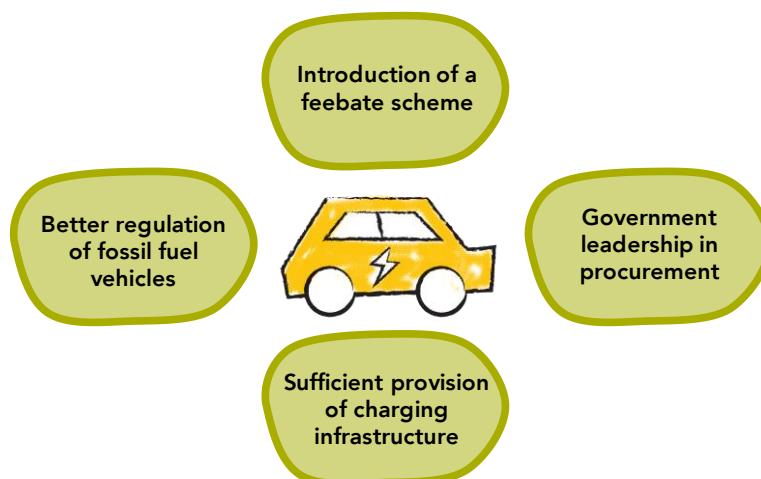 Introduction of a
feebate scheme
Better regulation
of fossil fuel
vehicles
Government
leadership in
procurement
Sufficient provision
of charging
infrastructure